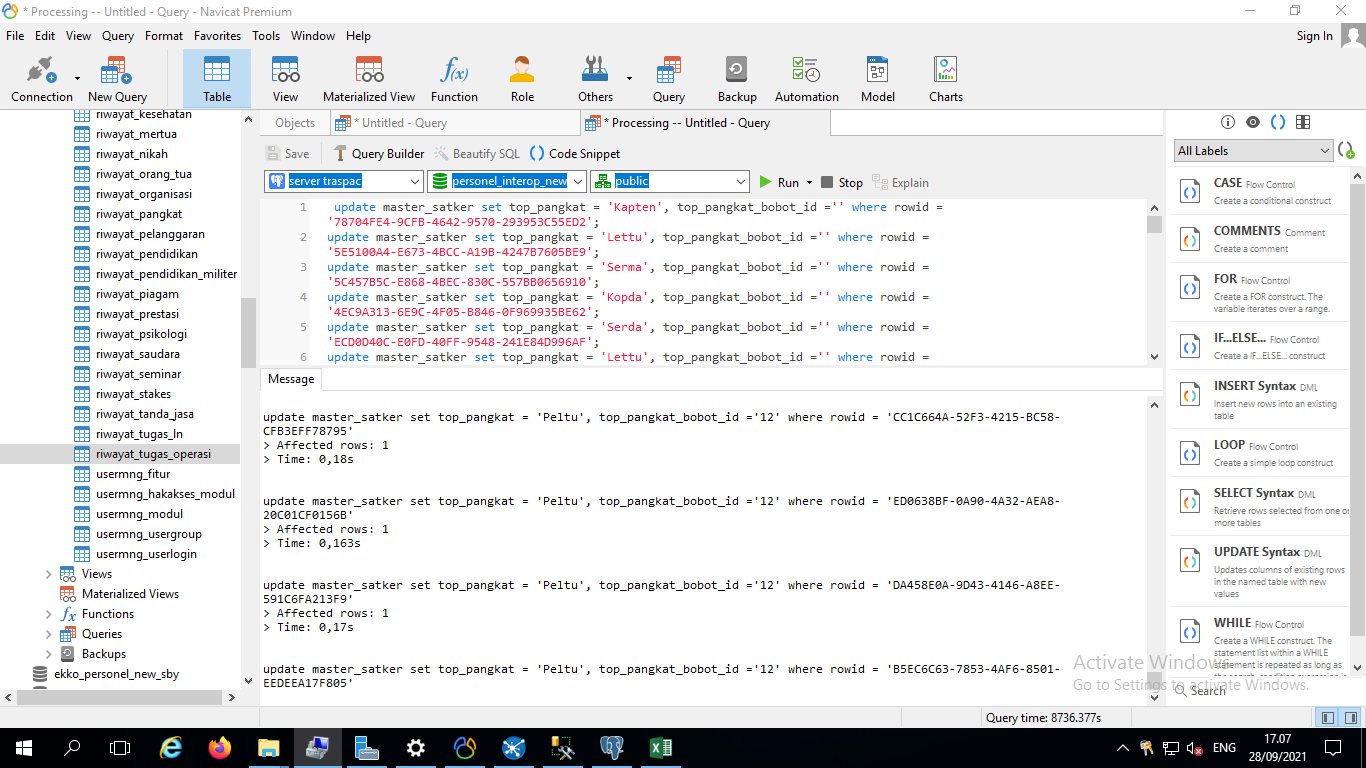 * Processing -- Untitled - Query - Navicat Premium
File Edit View Query Format Favorites Tools Window Help
Sign In
Connection New Query Table View Materialized View Function Role Others Query Backup Automation Model Charts
riwayat_kesehatan
riwayat_mertua
riwayat_nikah
riwayat_orang_tua
riwayat_organisasi
riwayat_pangkat
riwayat_pelanggaran
riwayat_pendidikan
riwayat_pendidikan_militer
riwayat_piagam
riwayat_prestasi
riwayat_psikologi
riwayat_saudara
riwayat_seminar
riwayat_stakes
riwayat_tanda_jasa
riwayat_tugas_ln
riwayat_tugas_operasi
usermng_fitur
usermng_hakakses_modul
usermng_modul
usermng_usergroup
usermng_userlogin
Views
Materialized Views
Functions
Queries
Backups
ekko_personel_new_sby
Objects * Untitled - Query * Processing -- Untitled - Query
Save Query Builder Beautify SQL Code Snippet
server traspac personel_interop_new public Run Stop Explain
1 update master_satker set top_pangkat = 'Kapten', top_pangkat_bobot_id ='' where rowid =
'78704FE4-9CFB-4642-9570-293953C55ED2';
2 update master_satker set top_pangkat = 'Lettu', top_pangkat_bobot_id ='' where rowid =
'5E5100A4-E673-4BCC-A19B-4247B7605BE9';
3 update master_satker set top_pangkat = 'Serma', top_pangkat_bobot_id ='' where rowid =
'5C457B5C-E868-4BEC-830C-557BB0656910';
4 update master_satker set top_pangkat = 'Kopda', top_pangkat_bobot_id ='' where rowid =
'4EC9A313-6E9C-4F05-B846-0F969935BE62';
5 update master_satker set top_pangkat = 'Serda', top_pangkat_bobot_id ='' where rowid =
'ECD0D40C-E0FD-40FF-9548-241E84D996AF';
6 update master_satker set top_pangkat = 'Lettu', top_pangkat_bobot_id ='' where rowid =
Message
update master_satker set top_pangkat = 'Peltu', top_pangkat_bobot_id ='12' where rowid = 'CC1C664A-52F3-4215-BC58-
CFB3EFF78795'
> Affected rows: 1
> Time: 0,18s
update master_satker set top_pangkat = 'Peltu', top_pangkat_bobot_id ='12' where rowid = 'ED0638BF-0A90-4A32-AEA8-
20C01CF0156B'
> Affected rows: 1
> Time: 0,163s
update master_satker set top_pangkat = 'Peltu', top_pangkat_bobot_id ='12' where rowid = 'DA458E0A-9D43-4146-A8EE-
591C6FA213F9'
> Affected rows: 1
> Time: 0,17s
update master_satker set top_pangkat = 'Peltu', top_pangkat_bobot_id ='12' where rowid = 'B5EC6C63-7853-4AF6-8501-
EEDEEA17F805'
All Labels
CASE Flow Control
Create a conditional construct
COMMENTS Comment
Create a comment
FOR Flow Control
Create a FOR construct. The
variable iterates over a range.
IF...ELSE... Flow Control
Create a IF...ELSE... construct
INSERT Syntax DML
Insert new rows into an existing
table
LOOP Flow Control
Create a simple loop construct
SELECT Syntax DML
Retrieve rows selected from one or
more tables
UPDATE Syntax DML
Updates columns of existing rows
in the named table with new
values
WHILE Flow Control
Create a WHILE construct. The
statement list within a WHILE
statement is repeated as long as
Search
Activate Windows
Go to Settings to activate Windows.
Query time: 8736.377s
ENG
17.07
28/09/2021